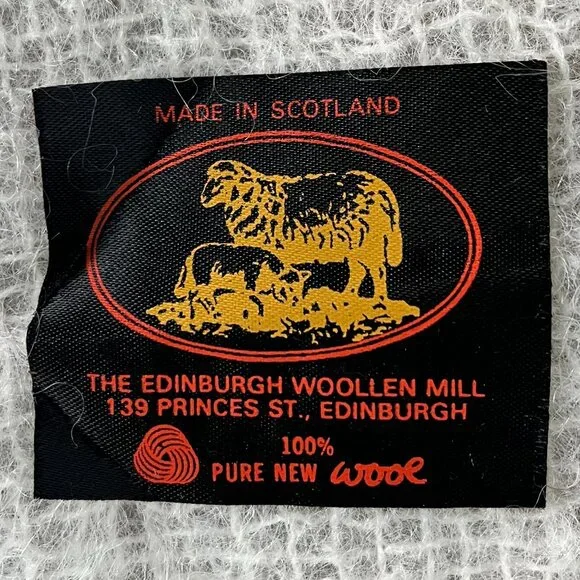 MADE IN SCOTLAND
THE EDINBURGH WOOLLEN MILL
139 PRINCES ST., EDINBURGH
100%
PURE NEW wool